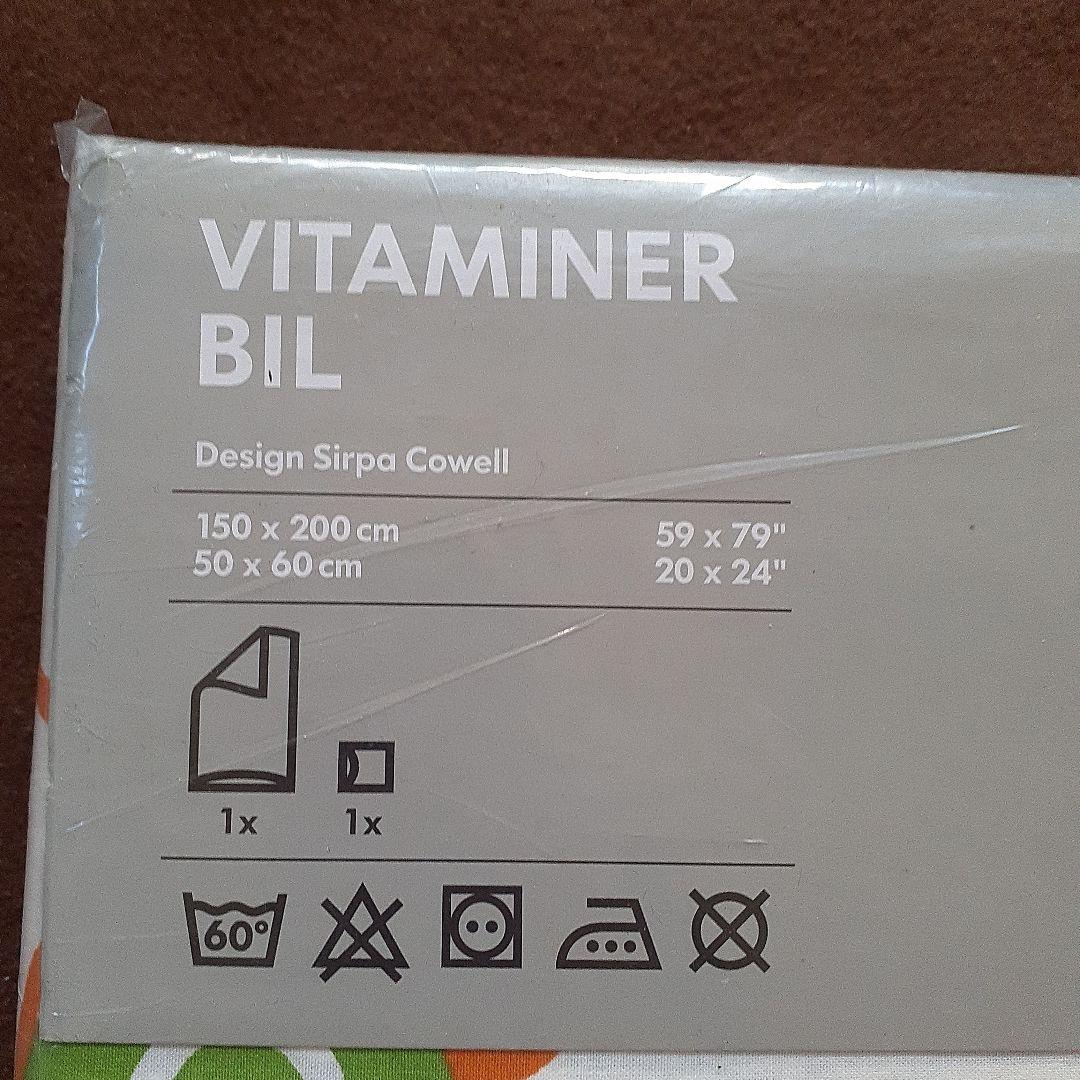 VITAMINER
BIL
Design Sirpa Cowell
150 x 200 cm 59 x 79"
50 x 60 cm 20 x 24"
1x 1x
60°